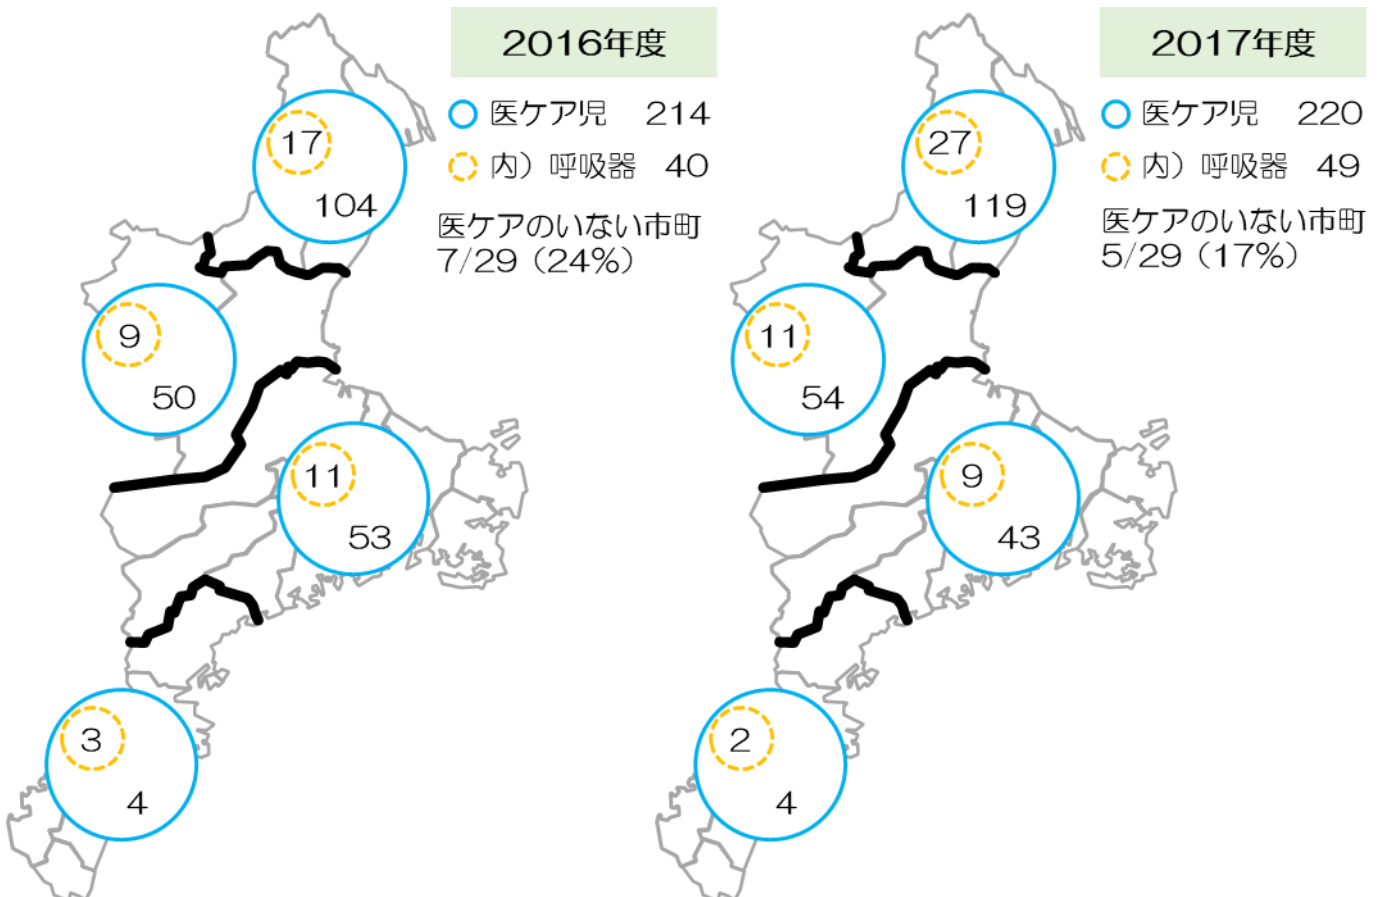 2016年度
医ケア児 214
内）呼吸器 40
医ケアのいない市町
7/29（24%）
17
104
9
50
11
53
3
4
2017年度
医ケア児 220
内）呼吸器 49
医ケアのいない市町
5/29（17%）
27
119
11
54
9
43
2
4